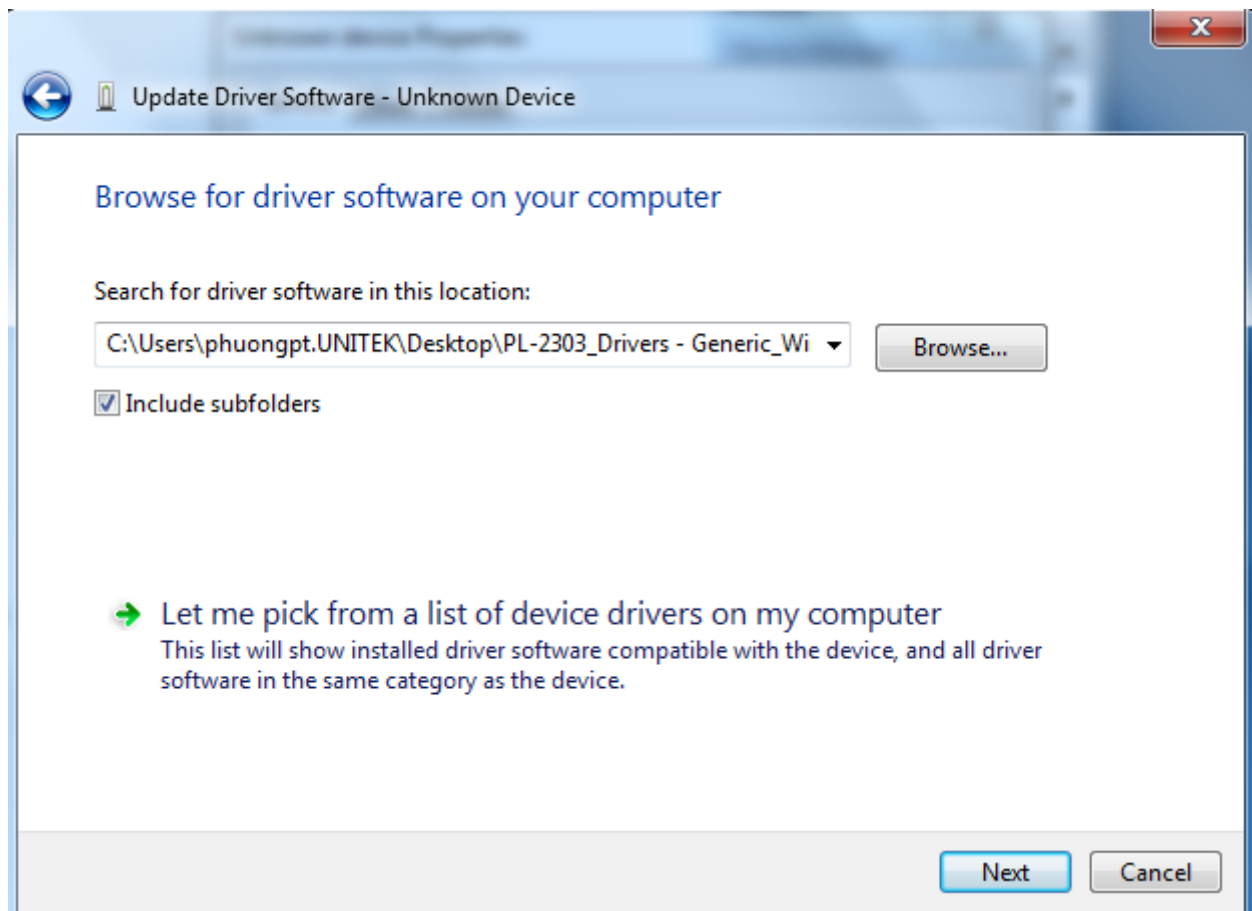 Unknown device Properties
Update Driver Software - Unknown Device
Browse for driver software on your computer
Search for driver software in this location:
C:\Users\phuongpt.UNITEK\Desktop\PL-2303_Drivers - Generic_Wi
Browse...
Include subfolders
Let me pick from a list of device drivers on my computer
This list will show installed driver software compatible with the device, and all driver
software in the same category as the device.
Next
Cancel